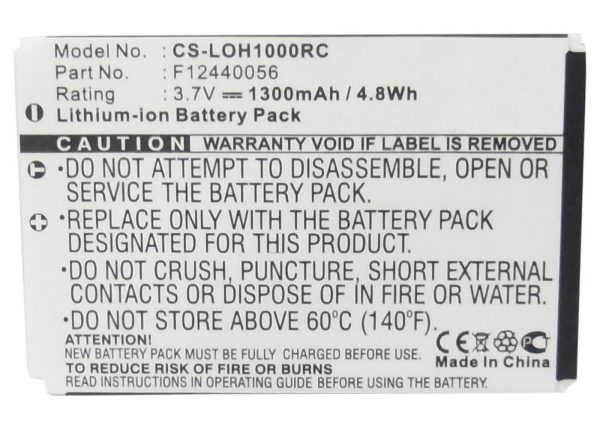 Model No. : CS-LOH1000RC
Part No. : F12440056
Rating : 3.7V 1300mAh / 4.8Wh
Lithium-ion Battery Pack
CAUTION WARRANTY VOID IF LABEL IS REMOVED
•DO NOT ATTEMPT TO DISASSEMBLE, OPEN OR
SERVICE THE BATTERY PACK.
•REPLACE ONLY WITH THE BATTERY PACK
DESIGNATED FOR THIS PRODUCT.
•DO NOT CRUSH, PUNCTURE, SHORT EXTERNAL
CONTACTS OR DISPOSE OF IN FIRE OR WATER.
•DO NOT STORE ABOVE 60°C (140°F).
ATTENTION!
NEW BATTERY PACK MUST BE FULLY CHARGED BEFORE USING.
TO REDUCE RISK OF FIRE OR BURNS
READ THE OPERATING GUIDE BEFORE USING THE BATTERY.
CE
Made In China